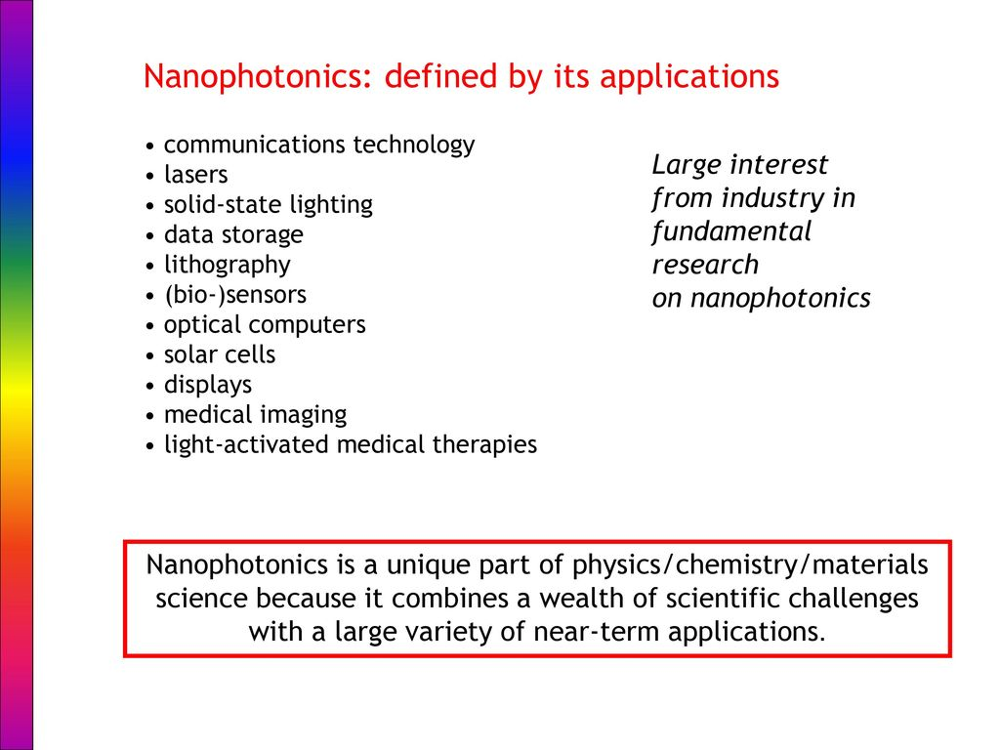 Nanophotonics: defined by its applications
• communications technology
• lasers
• solid-state lighting
• data storage
• lithography
• (bio-)sensors
• optical computers
• solar cells
• displays
• medical imaging
• light-activated medical therapies
Large interest
from industry in
fundamental
research
on nanophotonics
Nanophotonics is a unique part of physics/chemistry/materials
science because it combines a wealth of scientific challenges
with a large variety of near-term applications.